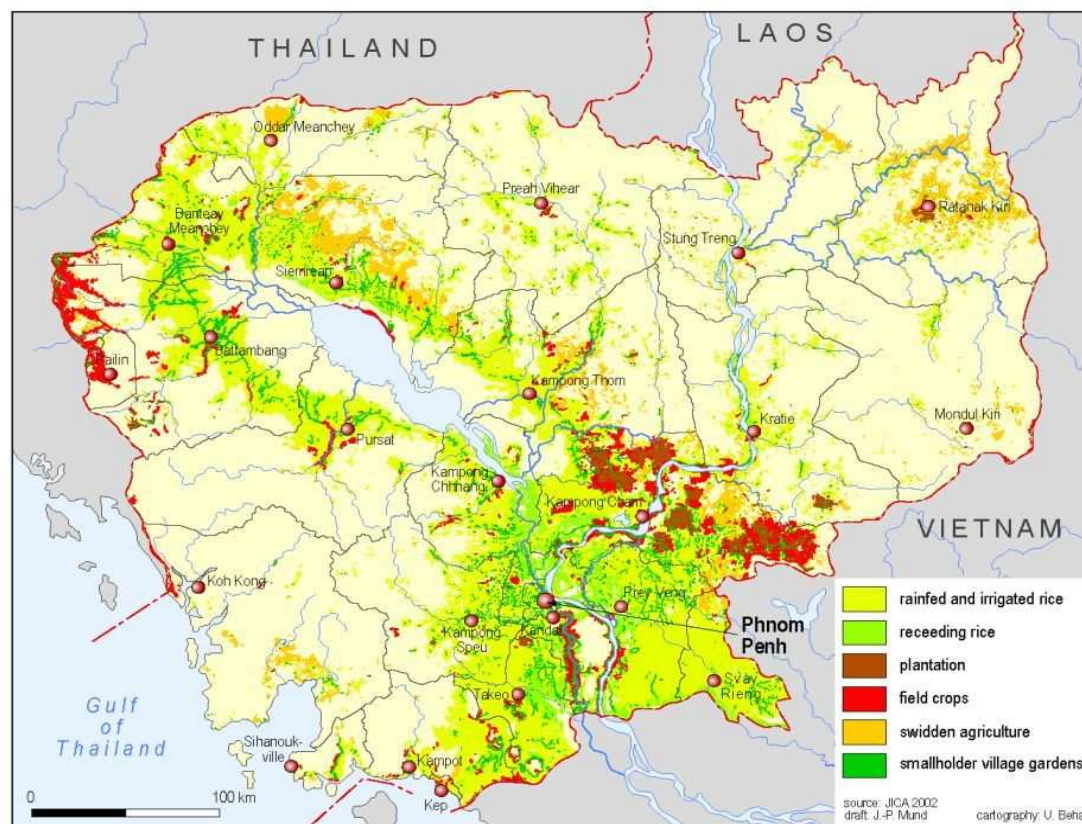 THAILAND
LAOS
Oddar Meanchey
Preah Vihear
Ratanak Kiri
Banteay
Meanchey
Stung Treng
Siemreap
Battambang
Pailin
Kampong Thom
Kratie
Mondul Kiri
Pursat
Kampong
Chhnang
Kampong Cham
VIETNAM
Koh Kong
Prey Veng
Phnom
Penh
Kandal
Kampong
Speu
Takeo
Svay
Rieng
Gulf
of
Thailand
Sihanouk-
ville
Kampot
Kep
0
100 km
rainfed and irrigated rice
receeding rice
plantation
field crops
swidden agriculture
smallholder village gardens
source: JICA 2002
draft: J.-P. Mund
cartography: U. Beha